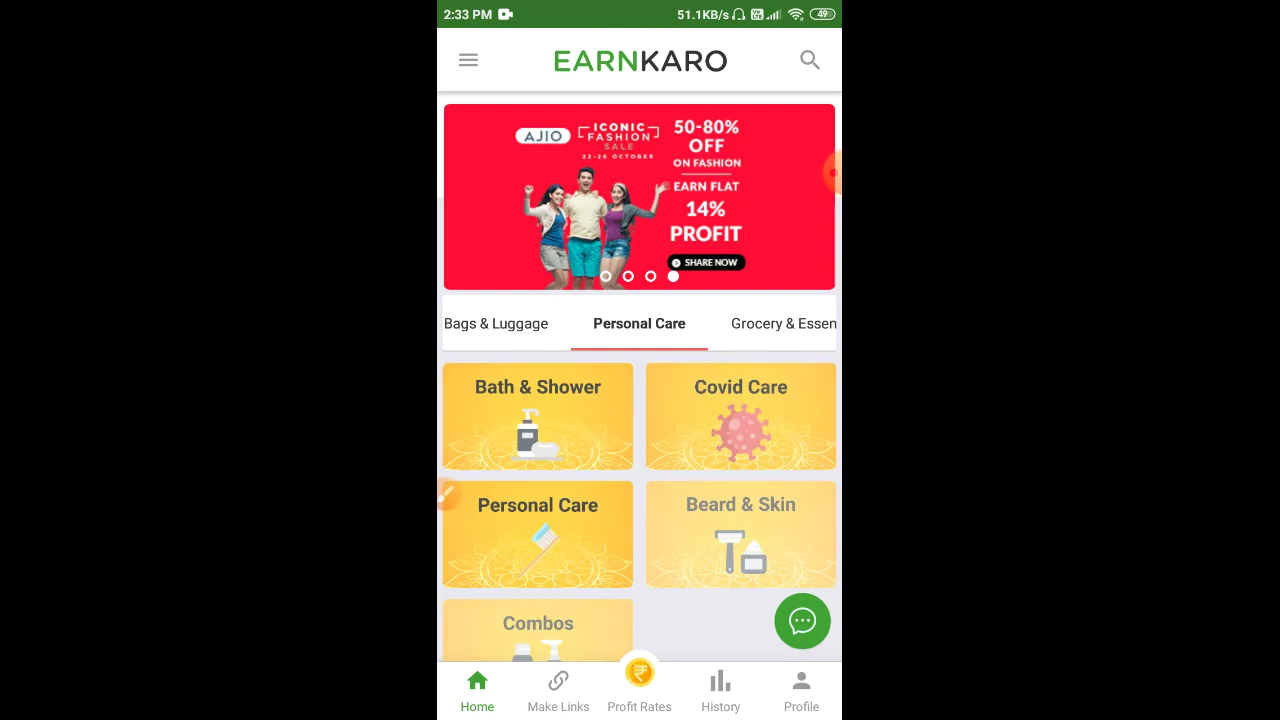 2:33 PM
51.1KB/s
49
EARNKARO
AJIO
ICONIC
FASHION
SALE
22-26 OCTOBER
50-80%
OFF
ON FASHION
EARN FLAT
14%
PROFIT
SHARE NOW
Bags & Luggage
Personal Care
Grocery & Essen
Bath & Shower
Covid Care
Personal Care
Beard & Skin
Combos
Home
Make Links
Profit Rates
History
Profile